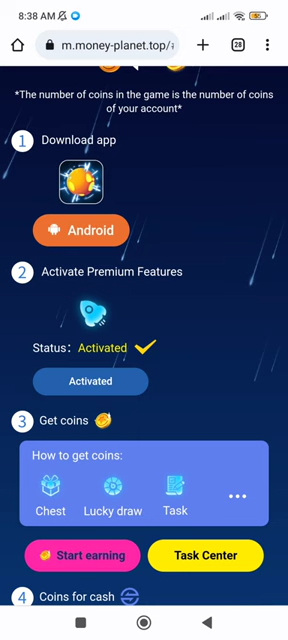 8:38 AM
55
m.money-planet.top/
28
*The number of coins in the game is the number of coins
of your account*
1 Download app
Android
2 Activate Premium Features
Status: Activated
Activated
3 Get coins
How to get coins:
Chest Lucky draw Task ...
Start earning Task Center
4 Coins for cash